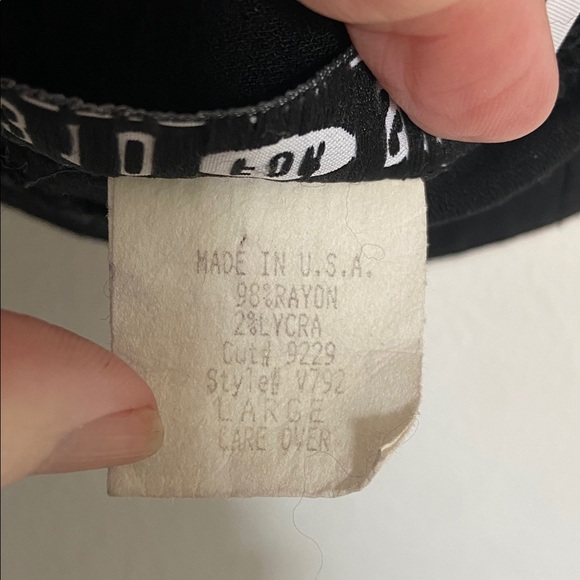 MADE IN U.S.A.
98%RAYON
2%LYCRA
Cut# 9229
Style# V792
LARGE
CARE OVER